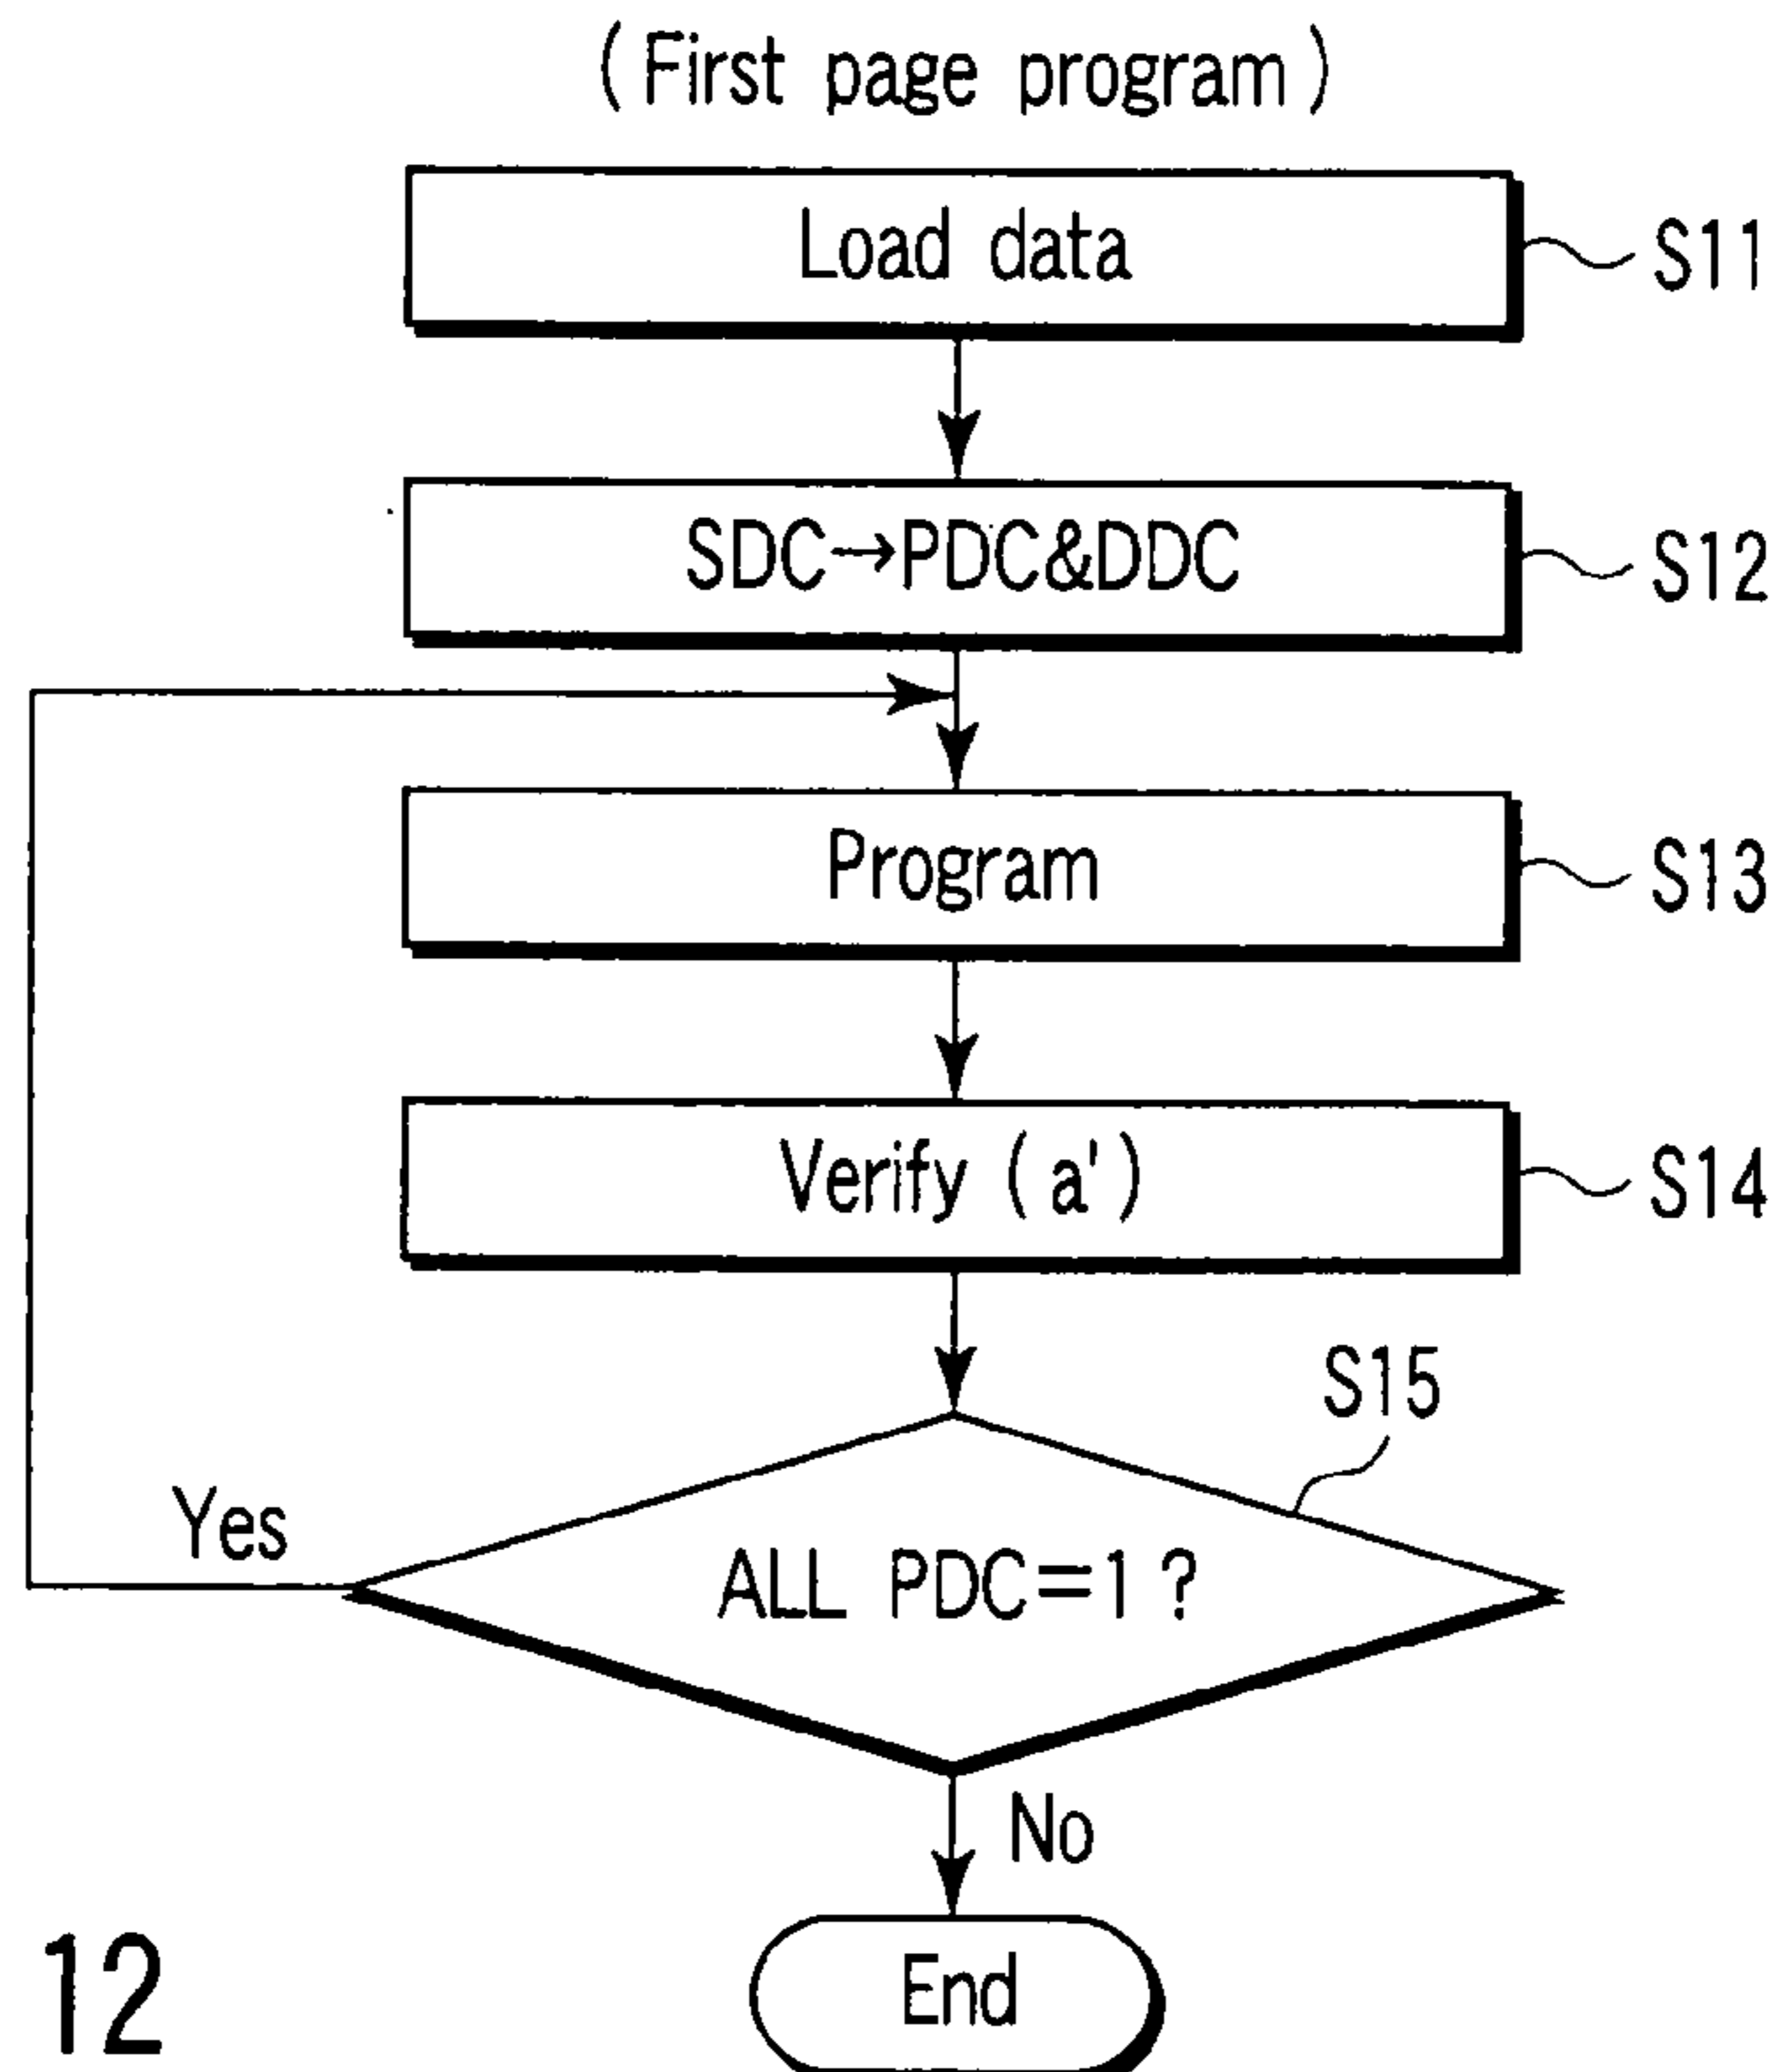 (First page program)
Load data
S11
SDC→PDC&DDC
S12
Program
S13
Verify (a')
S14
S15
Yes
ALL PDC=1 ?
No
End
12